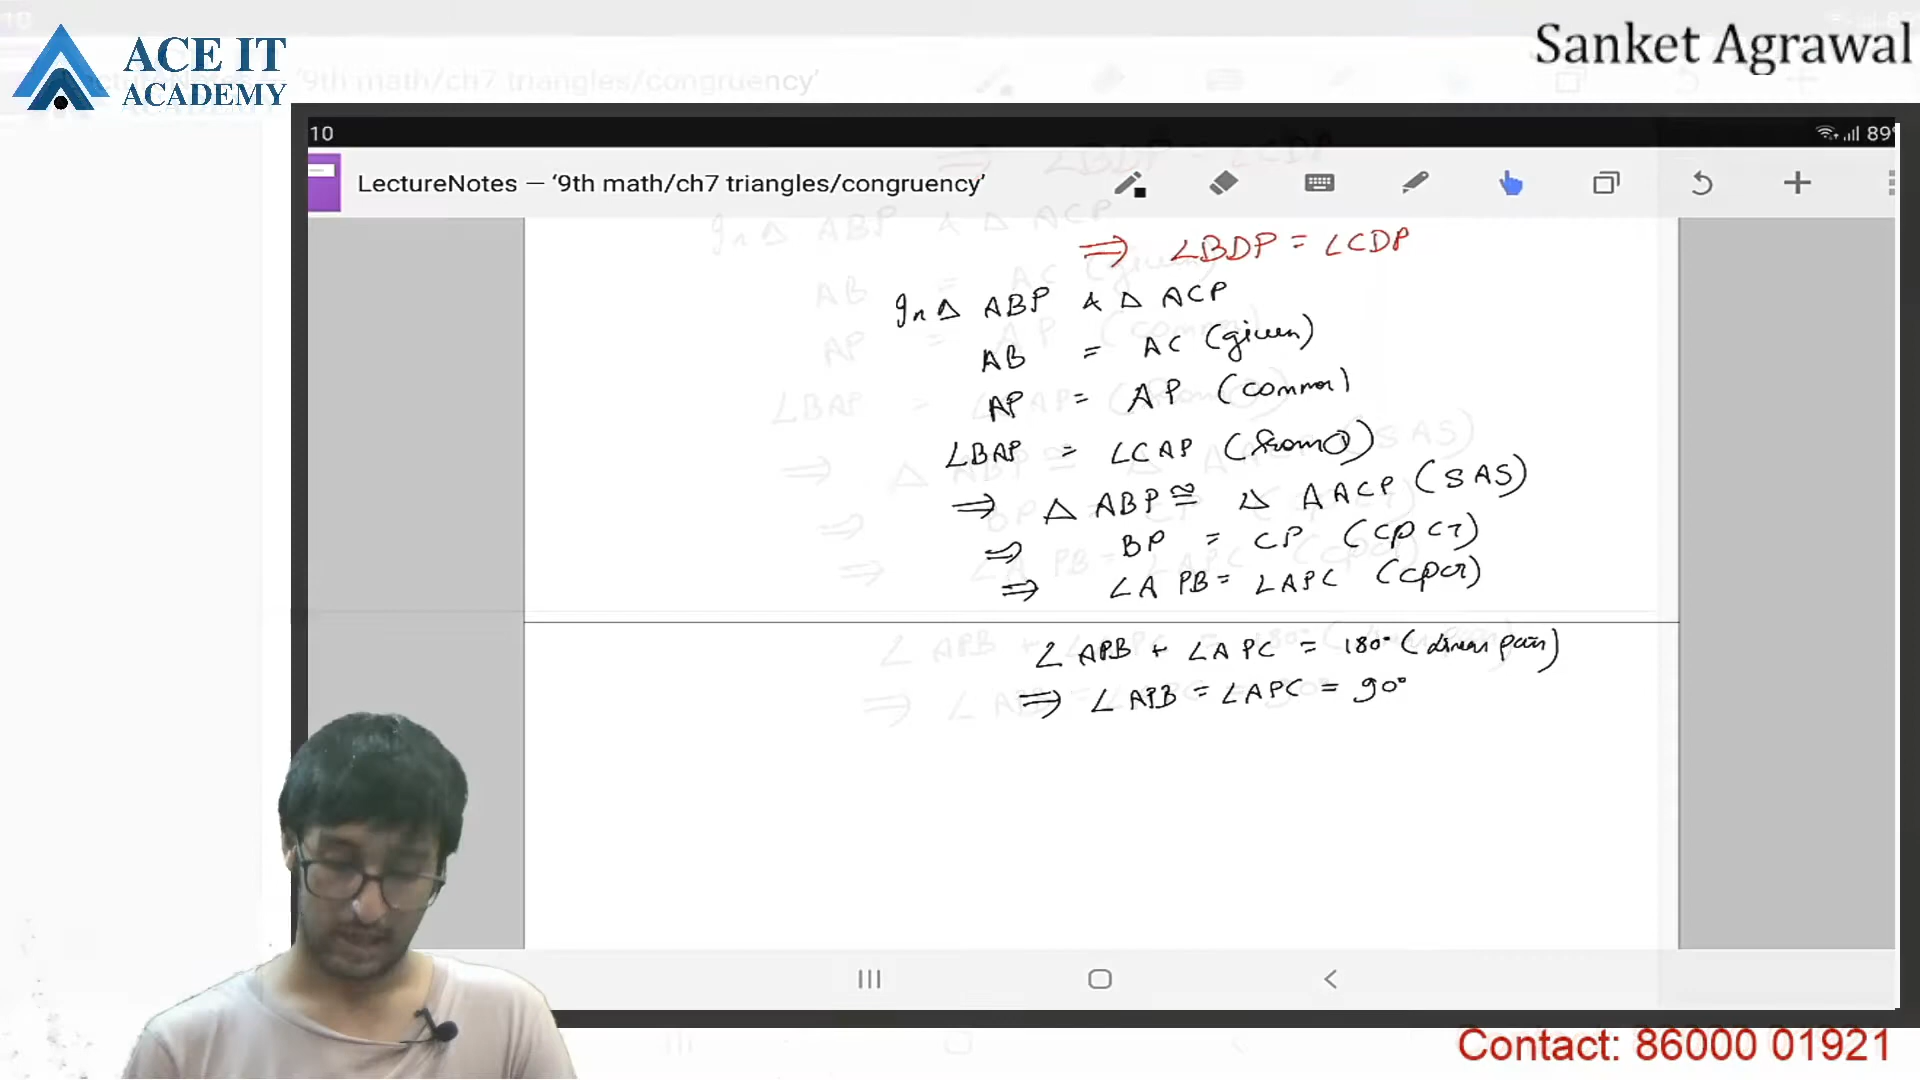 ACE IT
ACADEMY
Sanket Agrawal
10
89
LectureNotes — ‘9th math/ch7 triangles/congruency’
⇒ ∠BDP = ∠CDP
In Δ ABP & Δ ACP
AB = AC (given)
AP = AP (common)
∠BAP = ∠CAP (from ①)
⇒ Δ ABP ≅ Δ AACP (SAS)
⇒ BP = CP (CPCT)
⇒ ∠APB = ∠APC (cpct)
∠APB + ∠APC = 180° (linear pair)
⇒ ∠APB = ∠APC = 90°
Contact: 86000 01921